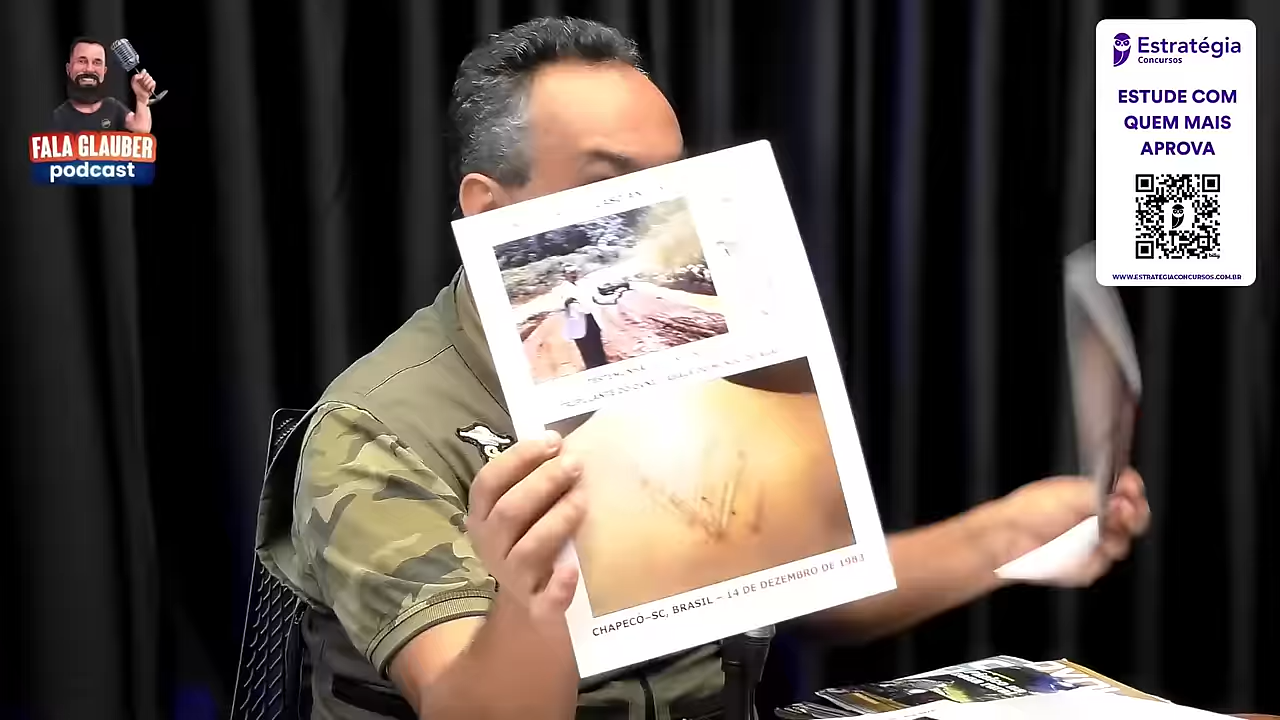 FALA GLAUBER
podcast
Estratégia
Concursos
ESTUDE COM
QUEM MAIS
APROVA
WWW.ESTRATEGIACONCURSOS.COM.BR
CHAPECÓ–SC, BRASIL – 14 DE DEZEMBRO DE 1983